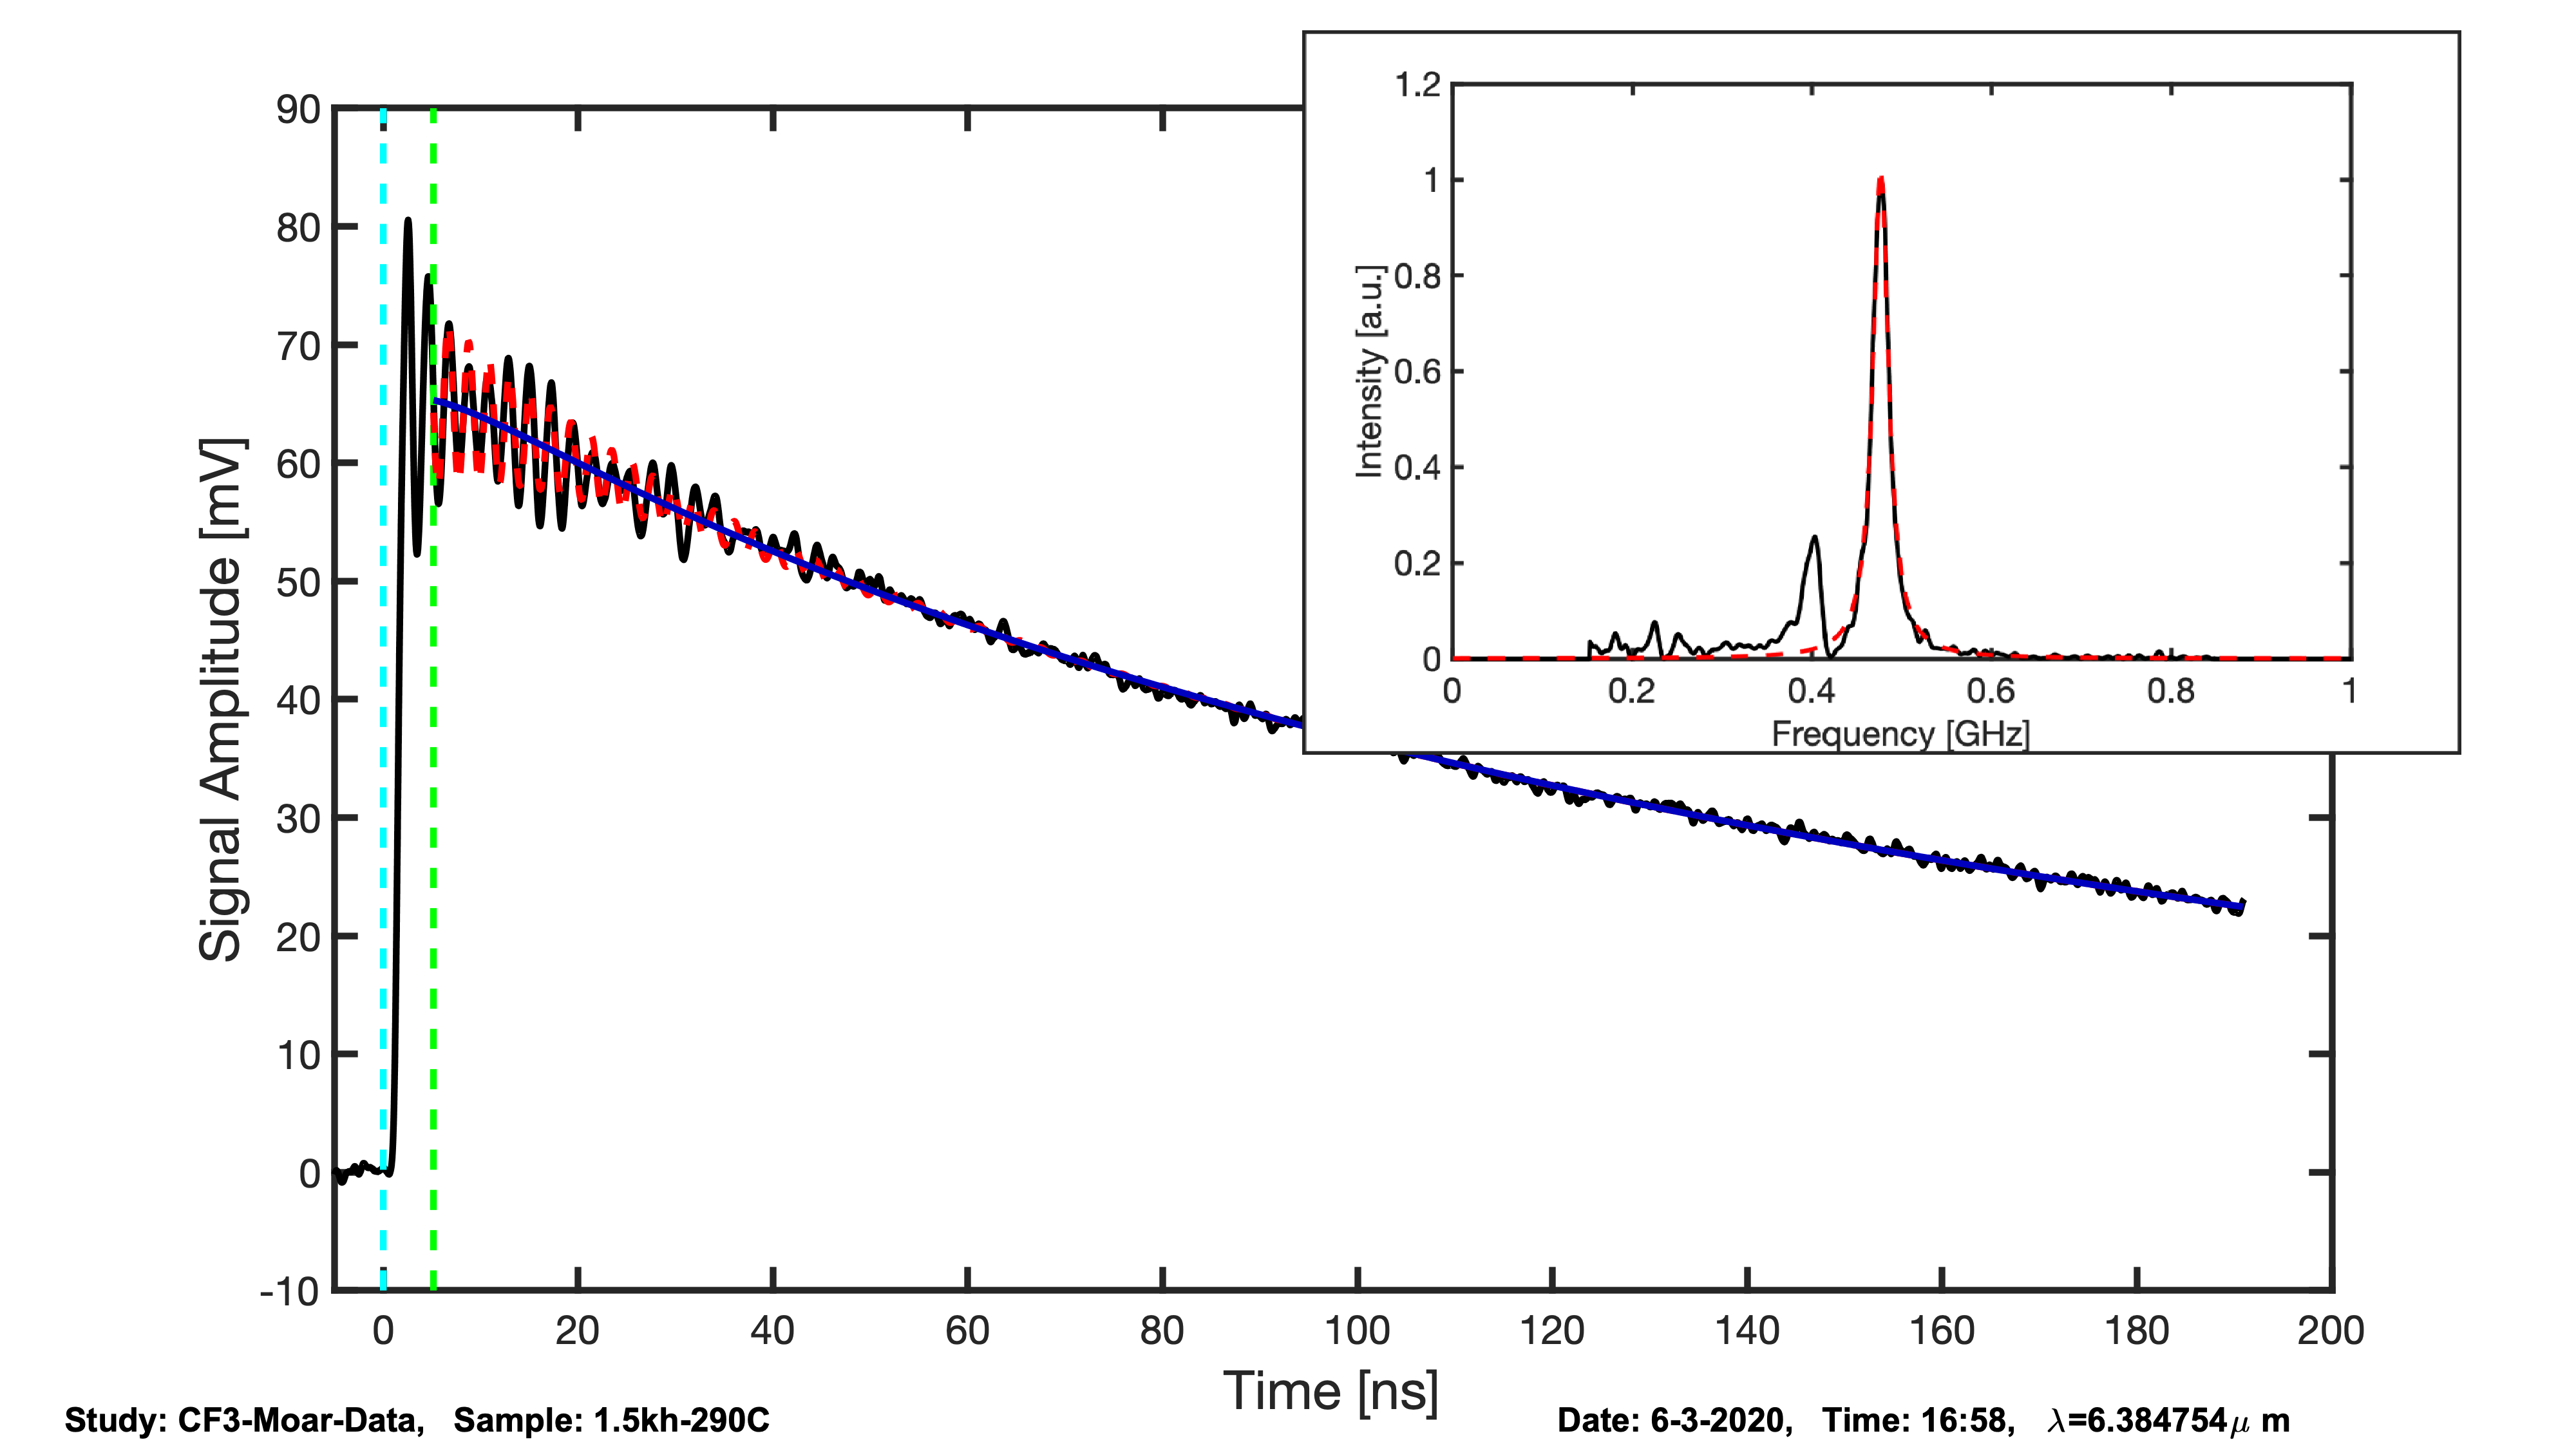 90
80
70
60
50
40
30
20
10
0
-10
Signal Amplitude [mV]
0 20 40 60 80 100 120 140 160 180 200
Time [ns]
1.2
1
0.8
0.6
0.4
0.2
0
Intensity [a.u.]
0 0.2 0.4 0.6 0.8 1
Frequency [GHz]
Study: CF3-Moar-Data, Sample: 1.5kh-290C
Date: 6-3-2020, Time: 16:58, λ=6.384754μ m